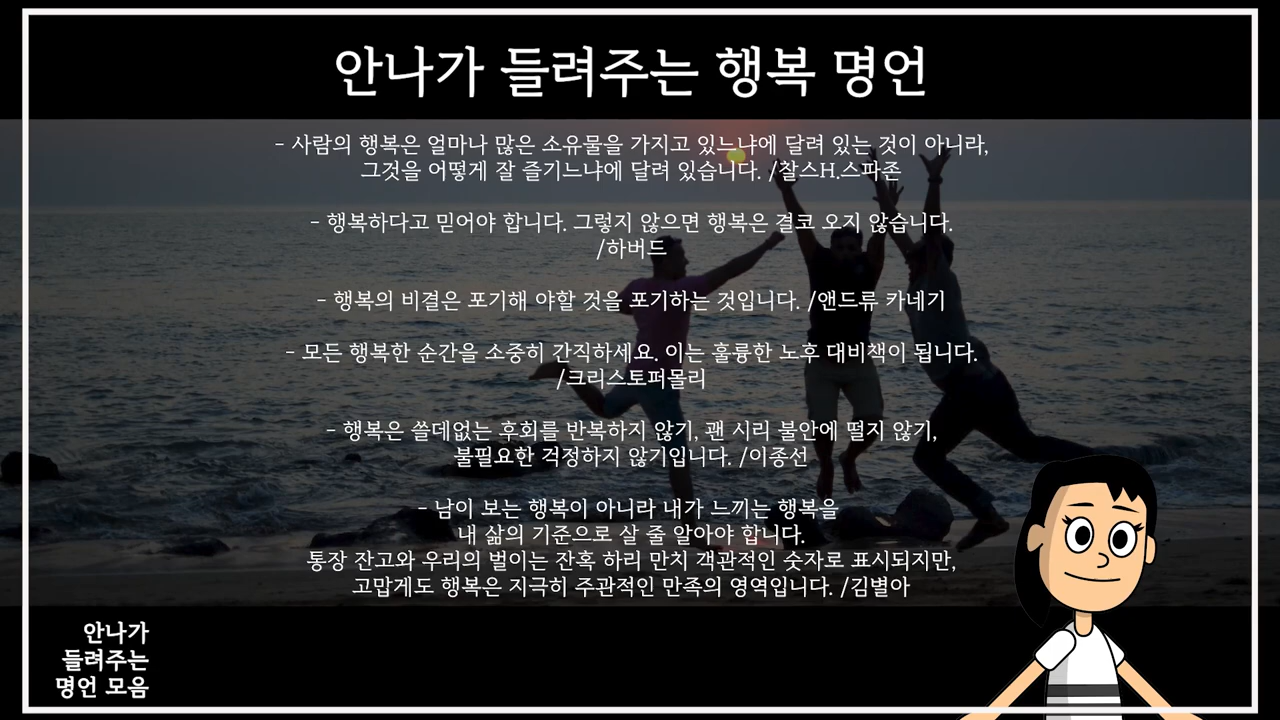 안나가 들려주는 행복 명언
- 사람의 행복은 얼마나 많은 소유물을 가지고 있느냐에 달려 있는 것이 아니라,
그것을 어떻게 잘 즐기느냐에 달려 있습니다. /찰스H.스파존
- 행복하다고 믿어야 합니다. 그렇지 않으면 행복은 결코 오지 않습니다.
/하버드
- 행복의 비결은 포기해 야할 것을 포기하는 것입니다. /앤드류 카네기
- 모든 행복한 순간을 소중히 간직하세요. 이는 훌륭한 노후 대비책이 됩니다.
/크리스토퍼몰리
- 행복은 쓸데없는 후회를 반복하지 않기, 괜 시리 불안에 떨지 않기,
불필요한 걱정하지 않기입니다. /이종선
- 남이 보는 행복이 아니라 내가 느끼는 행복을
내 삶의 기준으로 살 줄 알아야 합니다.
통장 잔고와 우리의 벌이는 잔혹 하리 만치 객관적인 숫자로 표시되지만,
고맙게도 행복은 지극히 주관적인 만족의 영역입니다. /김별아
안나가
들려주는
명언 모음